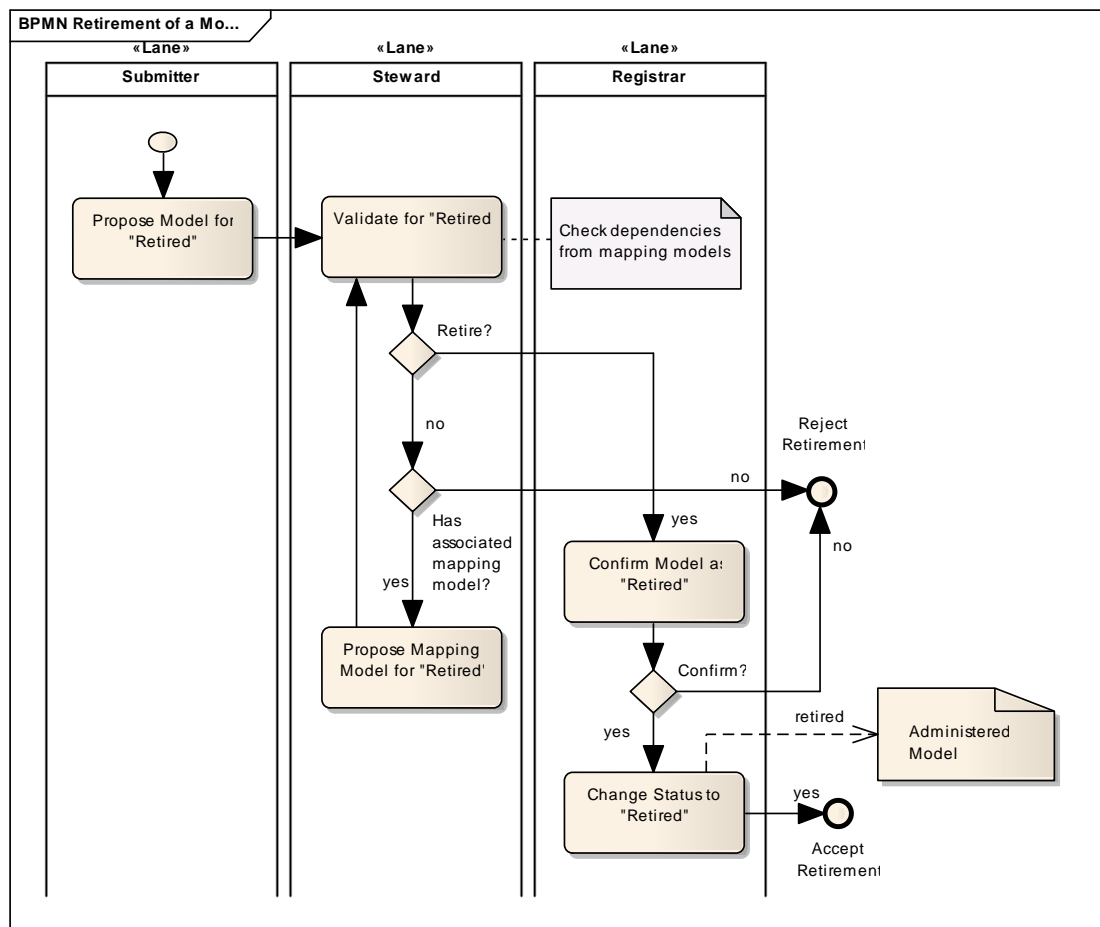 BPMN Retirement of a Mo...
«Lane»
Submitter
«Lane»
Steward
«Lane»
Registrar
Propose Model for
"Retired"
Validate for "Retired
Check dependencies
from mapping models
Retire?
no
Has
associated
mapping
model?
yes
Propose Mapping
Model for "Retired'
no
Reject
Retirement
yes
no
Confirm Model as
"Retired"
Confirm?
yes
retired
Administered
Model
Change Status to
"Retired"
yes
Accept
Retirement